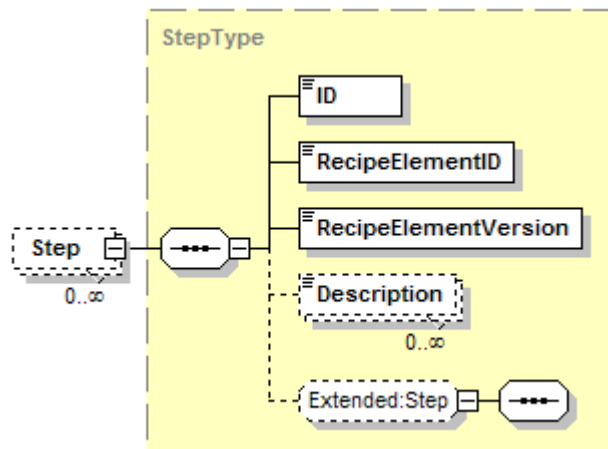 StepType
ID
RecipeElementID
RecipeElementVersion
Step
0..∞
Description
0..∞
Extended:Step